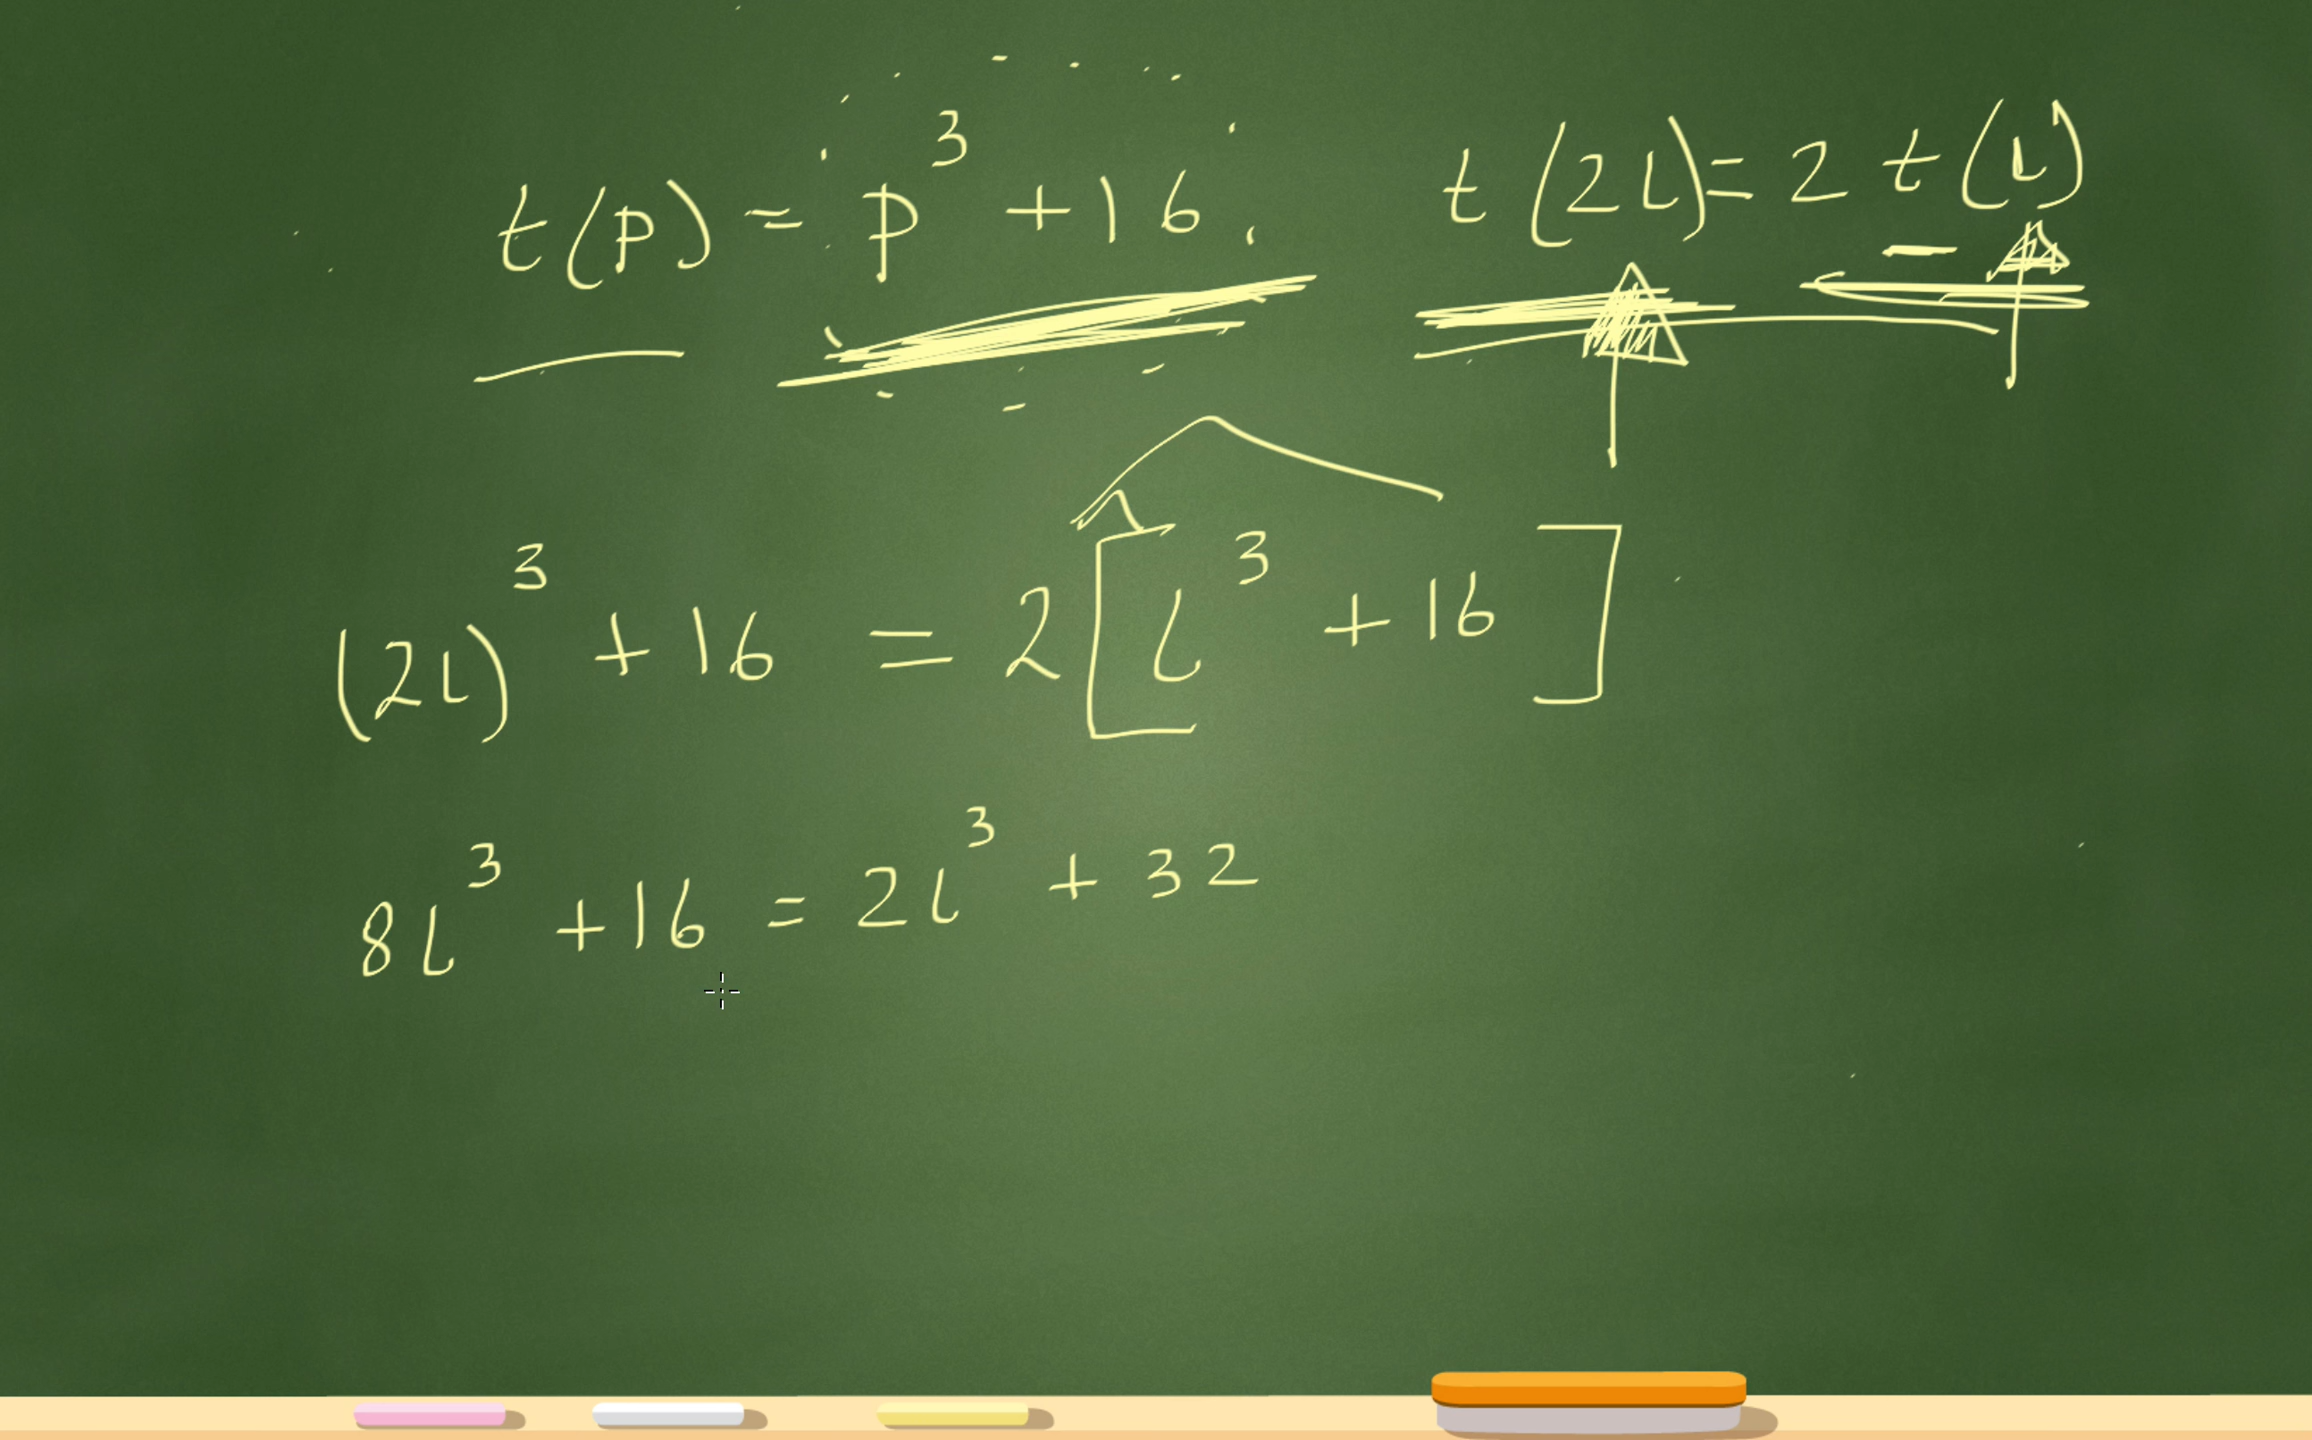 t(p) = p³ + 16. t(2L) = 2 t(L)
(2L)³ + 16 = 2[L³ + 16]
8L³ + 16 = 2L³ + 32